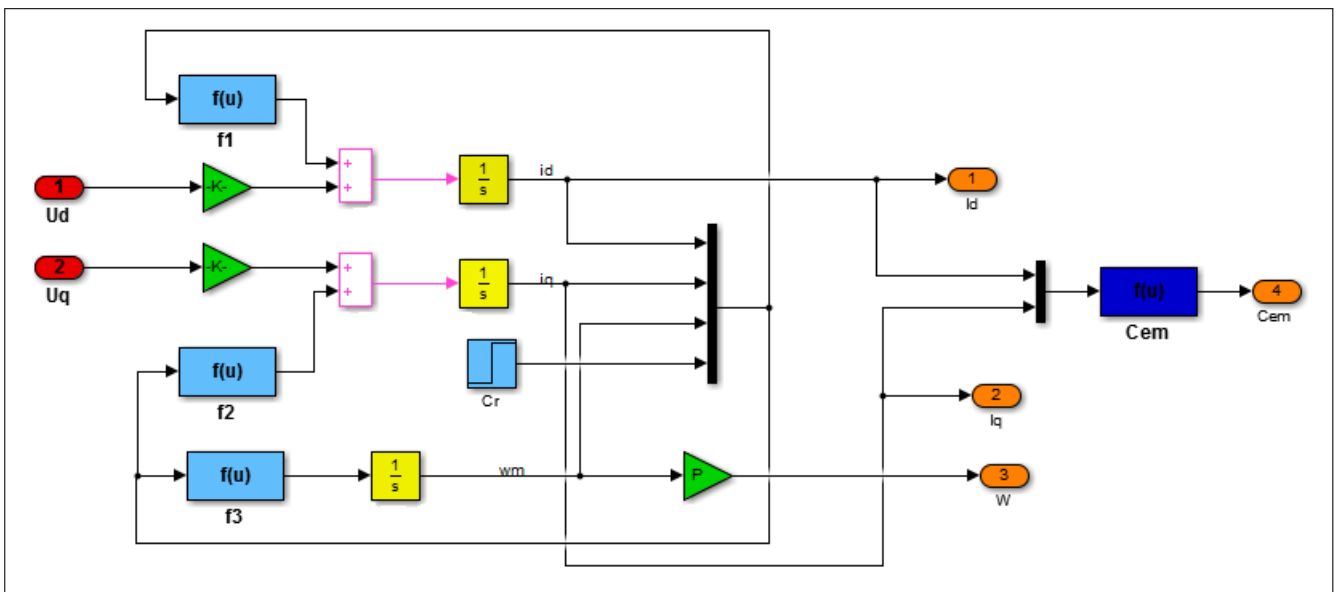 f(u)
f1
+
+
1
s
id
1
Ud
-K-
1
Id
2
Uq
-K-
+
+
1
s
iq
f(u)
Cem
4
Cem
f(u)
f2
Cr
2
Iq
f(u)
f3
1
s
wm
P
3
W